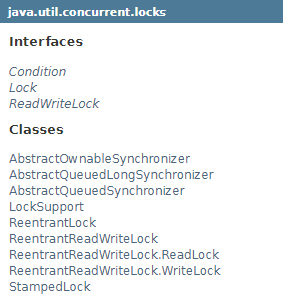 java.util.concurrent.locks
Interfaces
Condition
Lock
ReadWriteLock
Classes
AbstractOwnableSynchronizer
AbstractQueuedLongSynchronizer
AbstractQueuedSynchronizer
LockSupport
ReentrantLock
ReentrantReadWriteLock
ReentrantReadWriteLock.ReadLock
ReentrantReadWriteLock.WriteLock
StampedLock